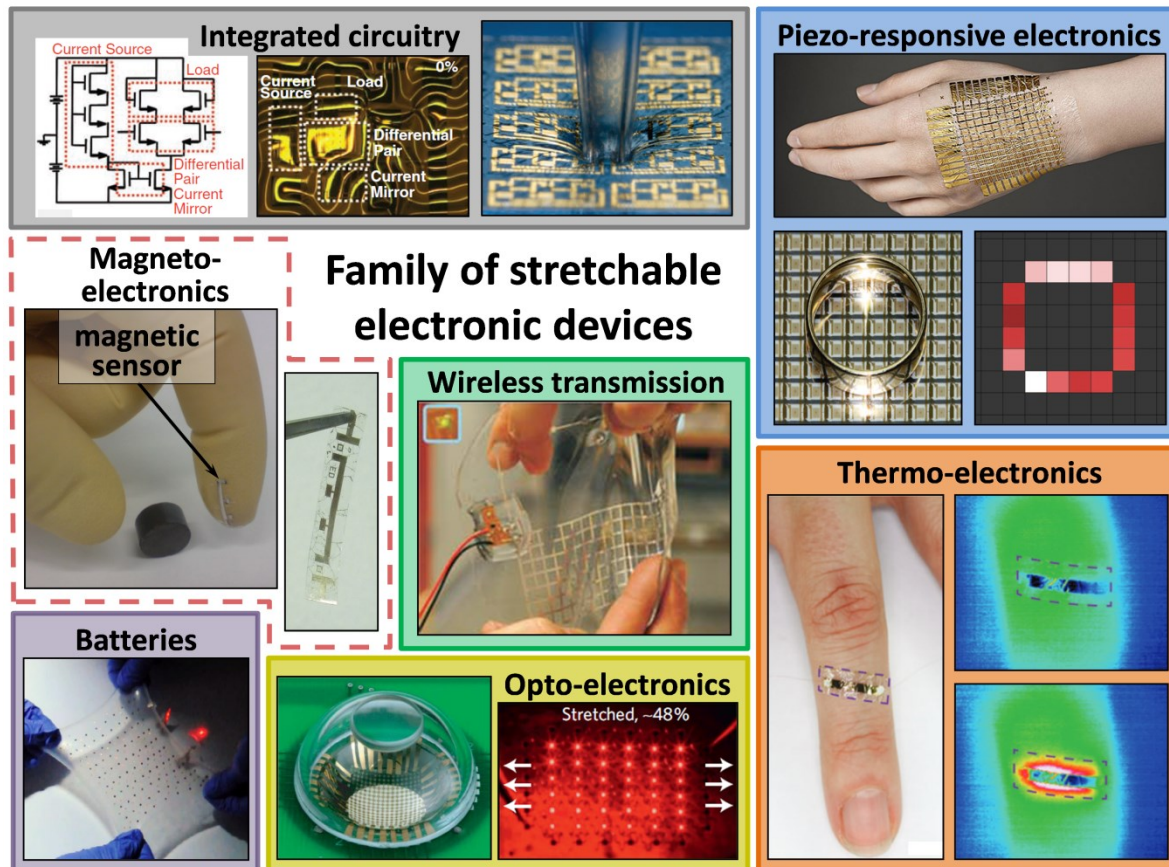 Integrated circuitry
Current Source
Load
Differential
Pair
Current
Mirror
0%
Current
Source
Load
Differential
Pair
Current
Mirror
Piezo-responsive electronics
Magneto-
electronics
magnetic
sensor
Family of stretchable
electronic devices
Wireless transmission
Thermo-electronics
Batteries
Opto-electronics
Stretched, ~48%